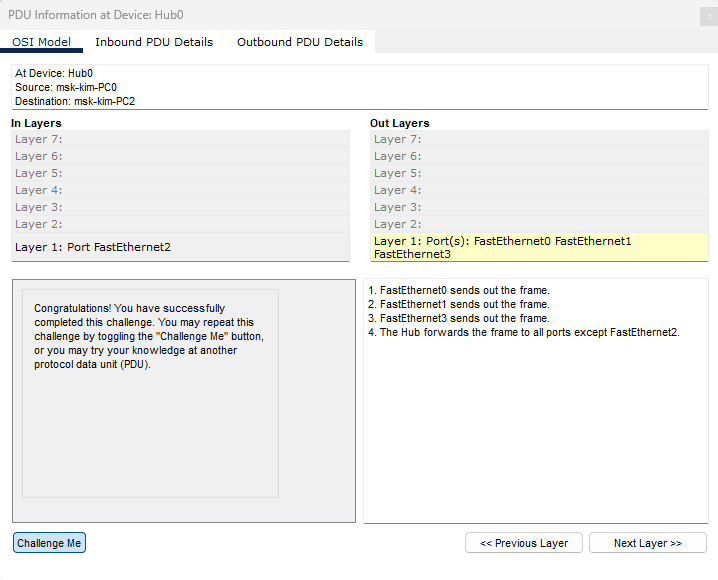 PDU Information at Device: Hub0
x
OSI Model
Inbound PDU Details
Outbound PDU Details
At Device: Hub0
Source: msk-kim-PC0
Destination: msk-kim-PC2
In Layers
Layer 7:
Layer 6:
Layer 5:
Layer 4:
Layer 3:
Layer 2:
Layer 1: Port FastEthernet2
Out Layers
Layer 7:
Layer 6:
Layer 5:
Layer 4:
Layer 3:
Layer 2:
Layer 1: Port(s): FastEthernet0 FastEthernet1
FastEthernet3
Congratulations! You have successfully
completed this challenge. You may repeat this
challenge by toggling the "Challenge Me" button,
or you may try your knowledge at another
protocol data unit (PDU).
1. FastEthernet0 sends out the frame.
2. FastEthernet1 sends out the frame.
3. FastEthernet3 sends out the frame.
4. The Hub forwards the frame to all ports except FastEthernet2.
Challenge Me
<< Previous Layer
Next Layer >>